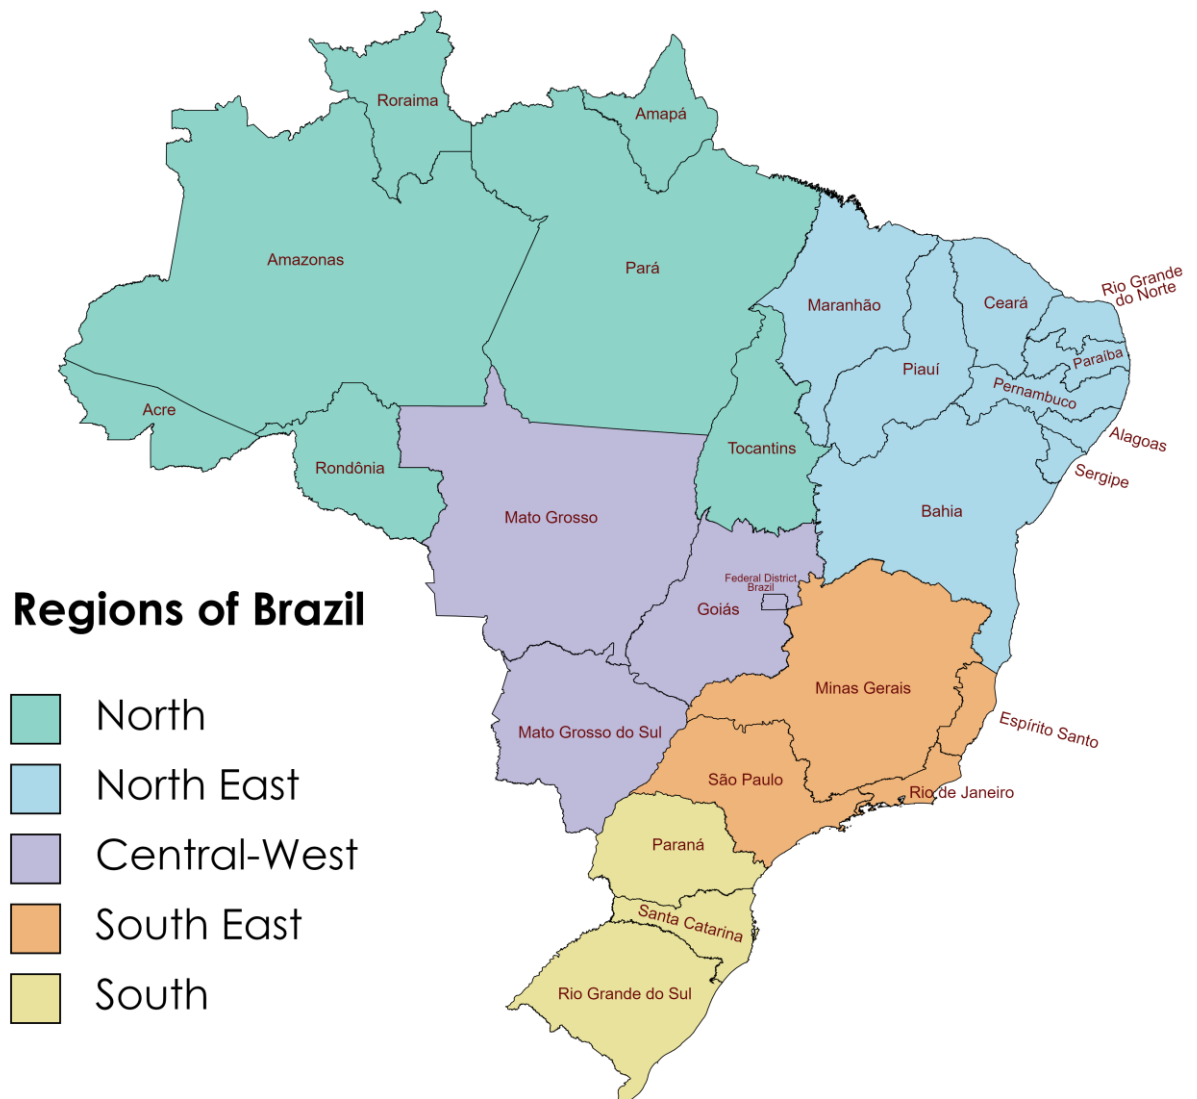 Roraima
Amapá
Amazonas
Pará
Rio Grande
do Norte
Maranhão
Ceará
Paraíba
Piauí
Pernambuco
Acre
Alagoas
Tocantins
Rondônia
Sergipe
Mato Grosso
Bahia
Federal District
Brazil
Goiás
Regions of Brazil
Minas Gerais
North
Espírito Santo
Mato Grosso do Sul
São Paulo
North East
Rio de Janeiro
Paraná
Central-West
Santa Catarina
South East
Rio Grande do Sul
South